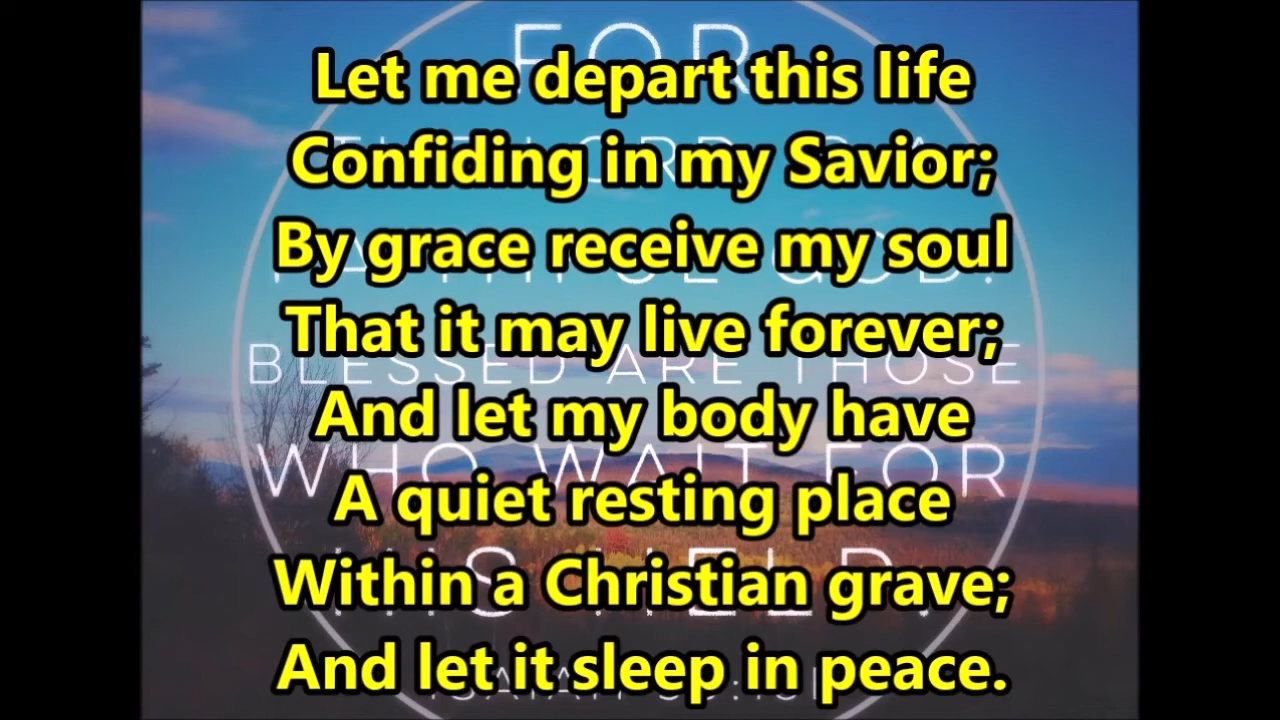 FOR
Let me depart this life
Confiding in my Savior;
By grace receive my soul
GOD.
That it may live forever;
BLESSED ARE THOSE
And let my body have
WHO WAIT FOR
A quiet resting place
Within a Christian grave;
And let it sleep in peace.